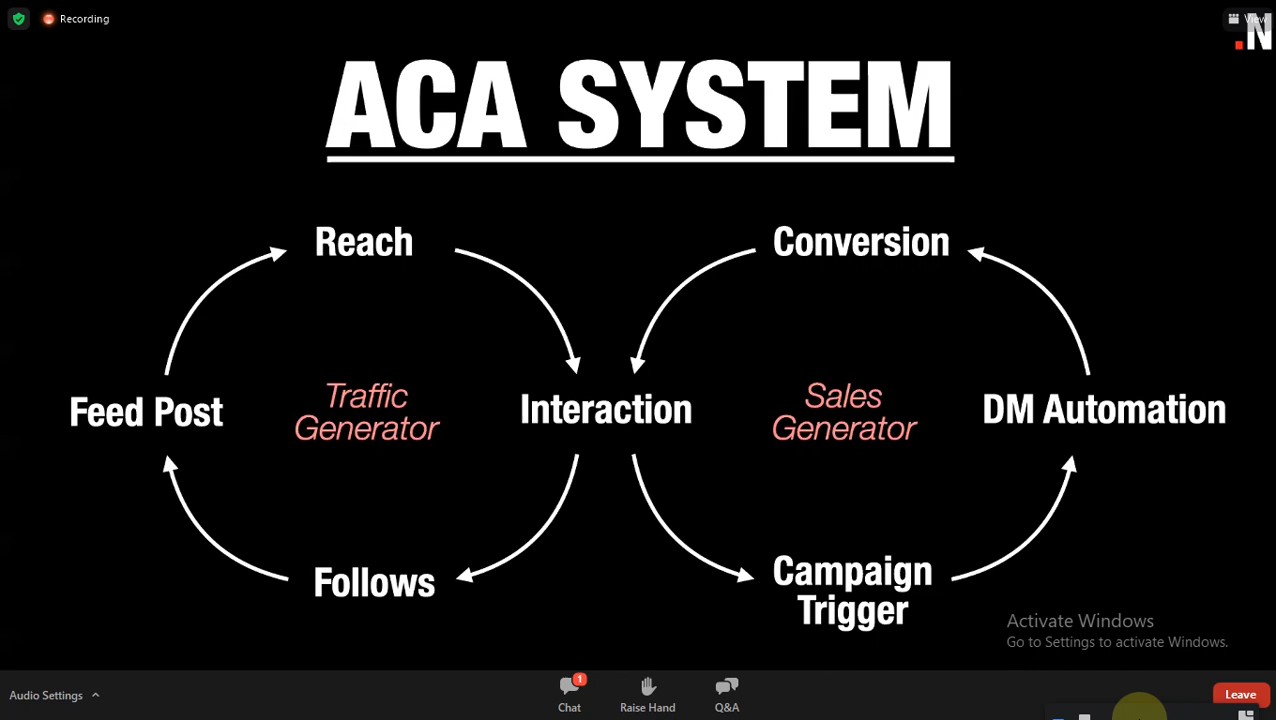 Recording
View
.N
ACA SYSTEM
Reach
Conversion
Traffic
Generator
Sales
Generator
Feed Post
Interaction
DM Automation
Follows
Campaign
Trigger
Activate Windows
Go to Settings to activate Windows.
Audio Settings
1
Chat
Raise Hand
Q&A
Leave